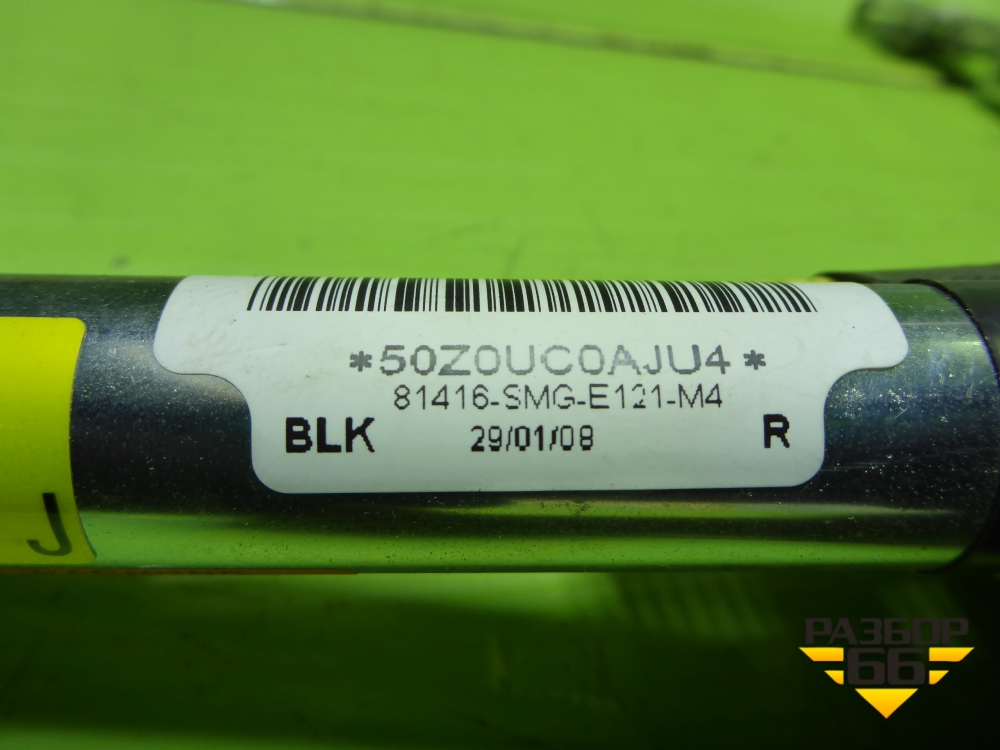 *50Z0UC0AJU4*
81416-SMG-E121-M4
BLK 29/01/08 R
J
РАЗБОР
66